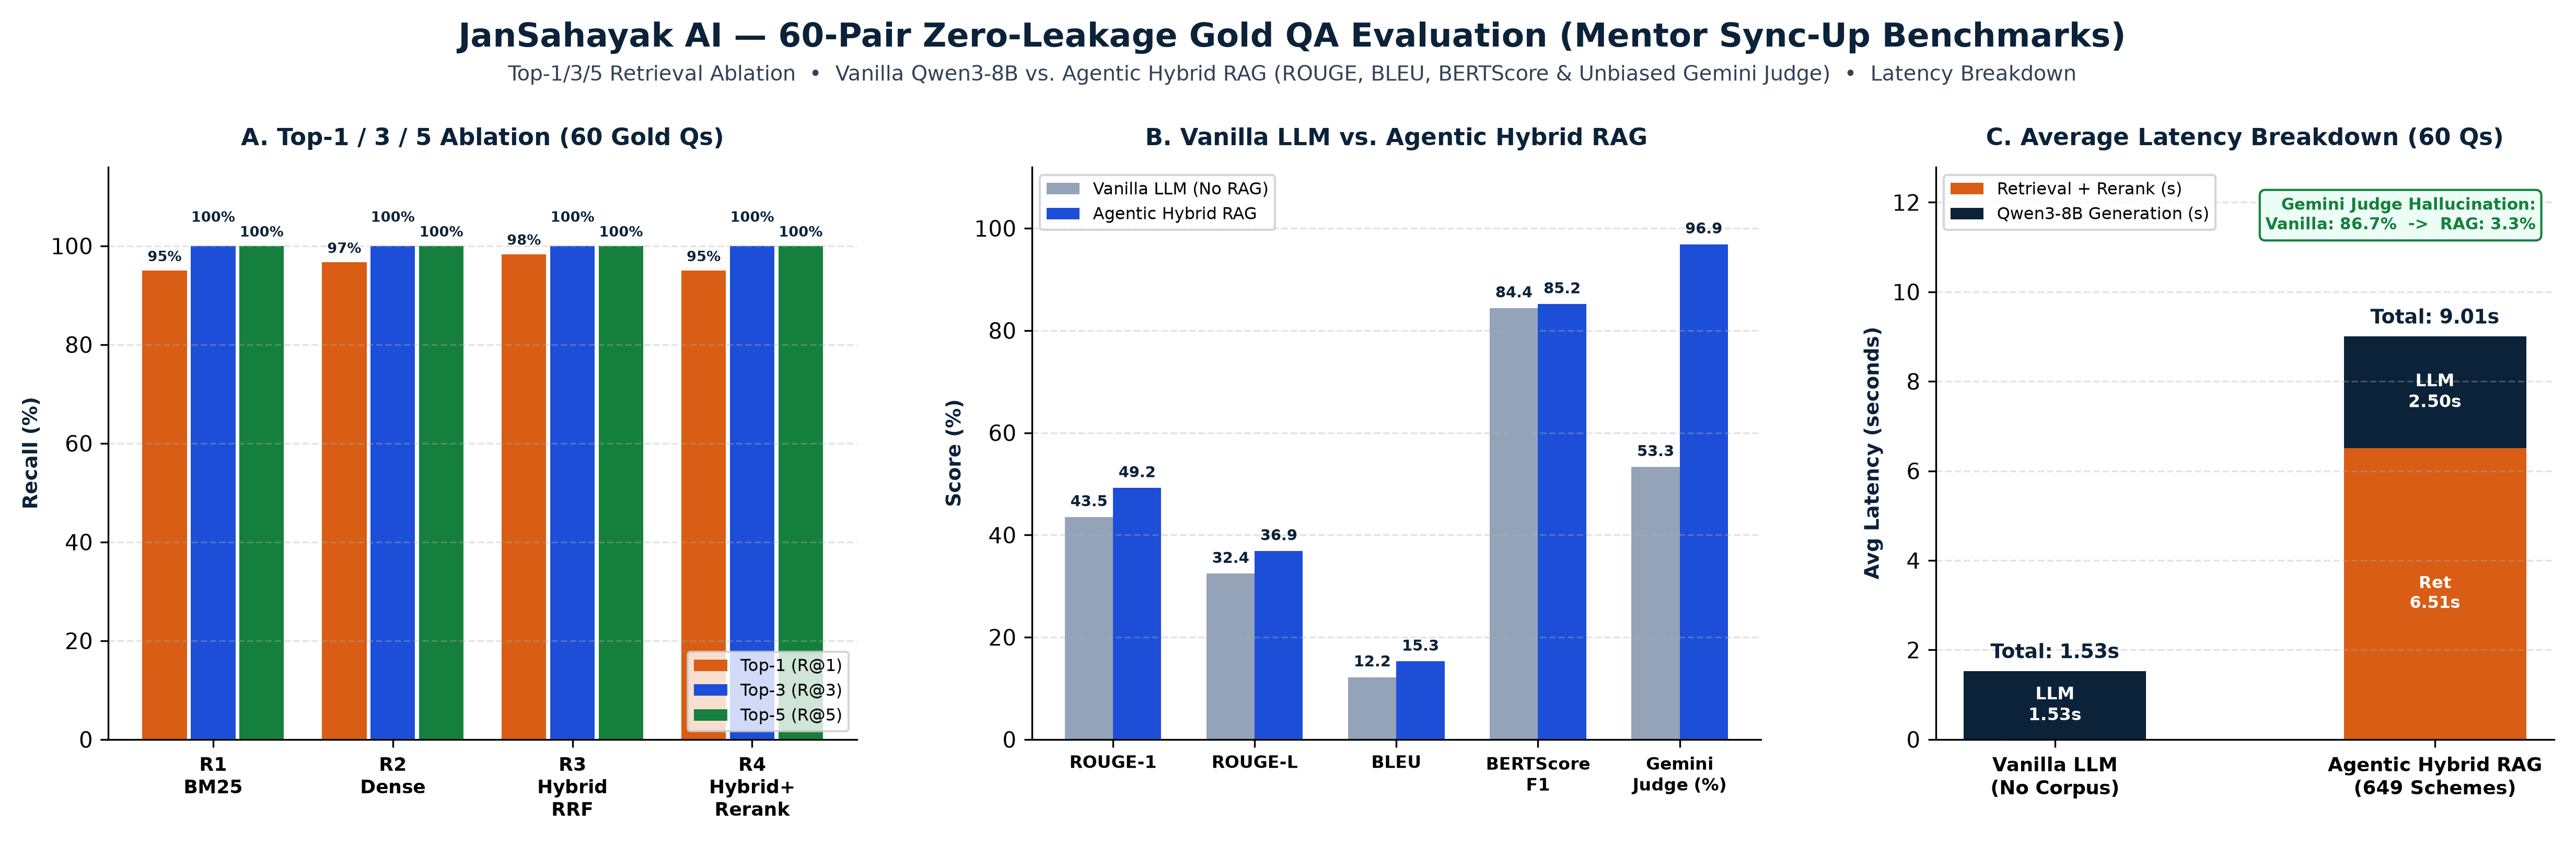 JanSahayak AI — 60-Pair Zero-Leakage Gold QA Evaluation (Mentor Sync-Up Benchmarks)
Top-1/3/5 Retrieval Ablation • Vanilla Qwen3-8B vs. Agentic Hybrid RAG (ROUGE, BLEU, BERTScore & Unbiased Gemini Judge) • Latency Breakdown
A. Top-1 / 3 / 5 Ablation (60 Gold Qs)
Recall (%)
100
80
60
40
20
0
95%
100%
100%
97%
100%
100%
98%
100%
100%
95%
100%
100%
Top-1 (R@1)
Top-3 (R@3)
Top-5 (R@5)
R1
BM25
R2
Dense
R3
Hybrid
RRF
R4
Hybrid+
Rerank
B. Vanilla LLM vs. Agentic Hybrid RAG
Vanilla LLM (No RAG)
Agentic Hybrid RAG
Score (%)
100
80
60
40
20
0
43.5
49.2
32.4
36.9
12.2
15.3
84.4
85.2
53.3
96.9
ROUGE-1
ROUGE-L
BLEU
BERTScore
F1
Gemini
Judge (%)
C. Average Latency Breakdown (60 Qs)
Retrieval + Rerank (s)
Qwen3-8B Generation (s)
Gemini Judge Hallucination:
Vanilla: 86.7% -> RAG: 3.3%
Avg Latency (seconds)
12
10
8
6
4
2
0
Total: 1.53s
LLM
1.53s
Total: 9.01s
LLM
2.50s
Ret
6.51s
Vanilla LLM
(No Corpus)
Agentic Hybrid RAG
(649 Schemes)